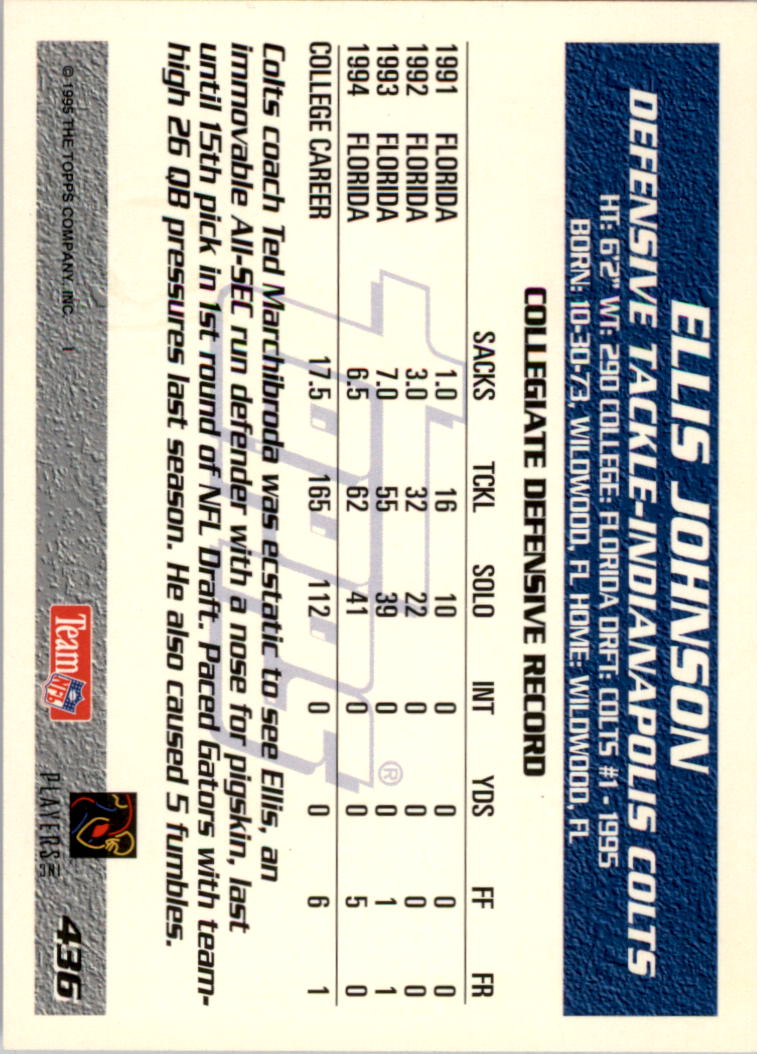 ELLIS JOHNSON
DEFENSIVE TACKLE-INDIANAPOLIS COLTS
HT: 6'2" WT: 290 COLLEGE: FLORIDA DRFT: COLTS #1 - 1995
BORN: 10-30-73, WILDWOOD, FL HOME: WILDWOOD, FL
COLLEGIATE DEFENSIVE RECORD
SACKS TCKL SOLO INT YDS FF FR
1991 FLORIDA 1.0 16 10 0 0 0 0
1992 FLORIDA 3.0 32 22 0 0 0 0
1993 FLORIDA 7.0 55 39 0 0 1 1
1994 FLORIDA 6.5 62 41 0 0 5 0
COLLEGE CAREER 17.5 165 112 0 0 6 1
Colts coach Ted Marchibroda was ecstatic to see Ellis, an
immovable All-SEC run defender with a nose for pigskin, last
until 15th pick in 1st round of NFL Draft. Paced Gators with team-
high 26 QB pressures last season. He also caused 5 fumbles.
Topps ®
© 1995 THE TOPPS COMPANY, INC. 1
Team NFL
PLAYERS INC
436